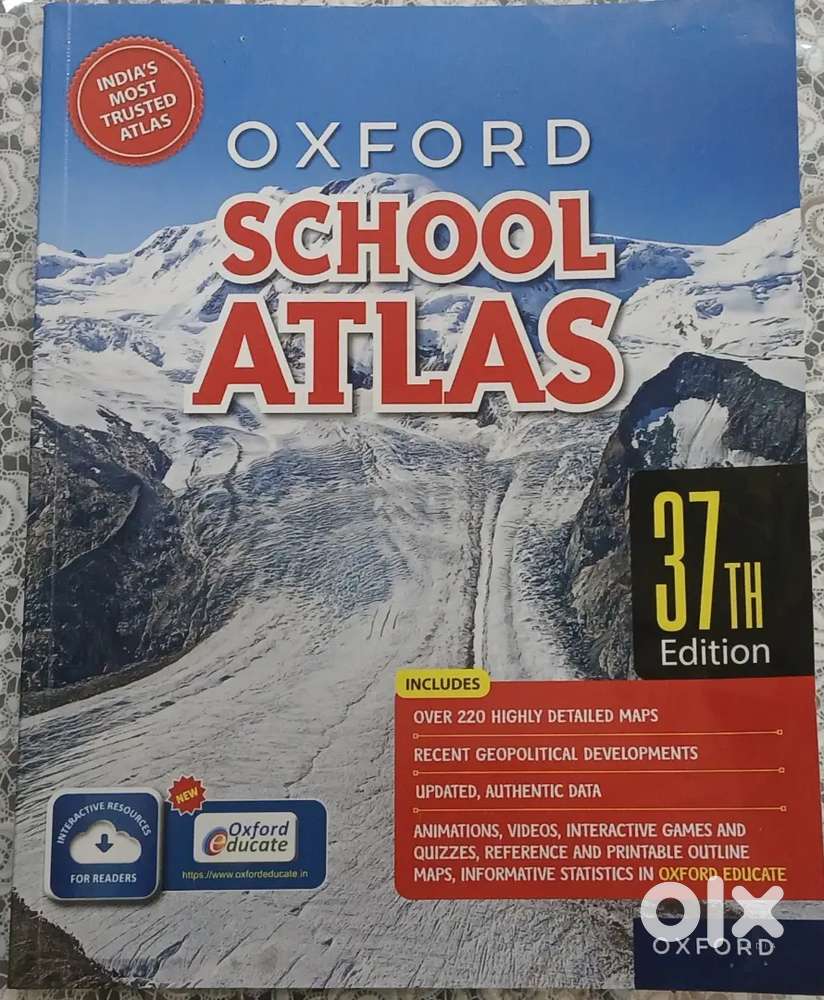 INDIA'S
MOST
TRUSTED
ATLAS
OXFORD
SCHOOL
ATLAS
37TH
Edition
INCLUDES
OVER 220 HIGHLY DETAILED MAPS
RECENT GEOPOLITICAL DEVELOPMENTS
UPDATED, AUTHENTIC DATA
ANIMATIONS, VIDEOS, INTERACTIVE GAMES AND
QUIZZES, REFERENCE AND PRINTABLE OUTLINE
MAPS, INFORMATIVE STATISTICS IN OXFORD EDUCATE
INTERACTIVE RESOURCES
FOR READERS
NEW
Oxford
educate
https://www.oxfordeducate.in
olx
OXFORD